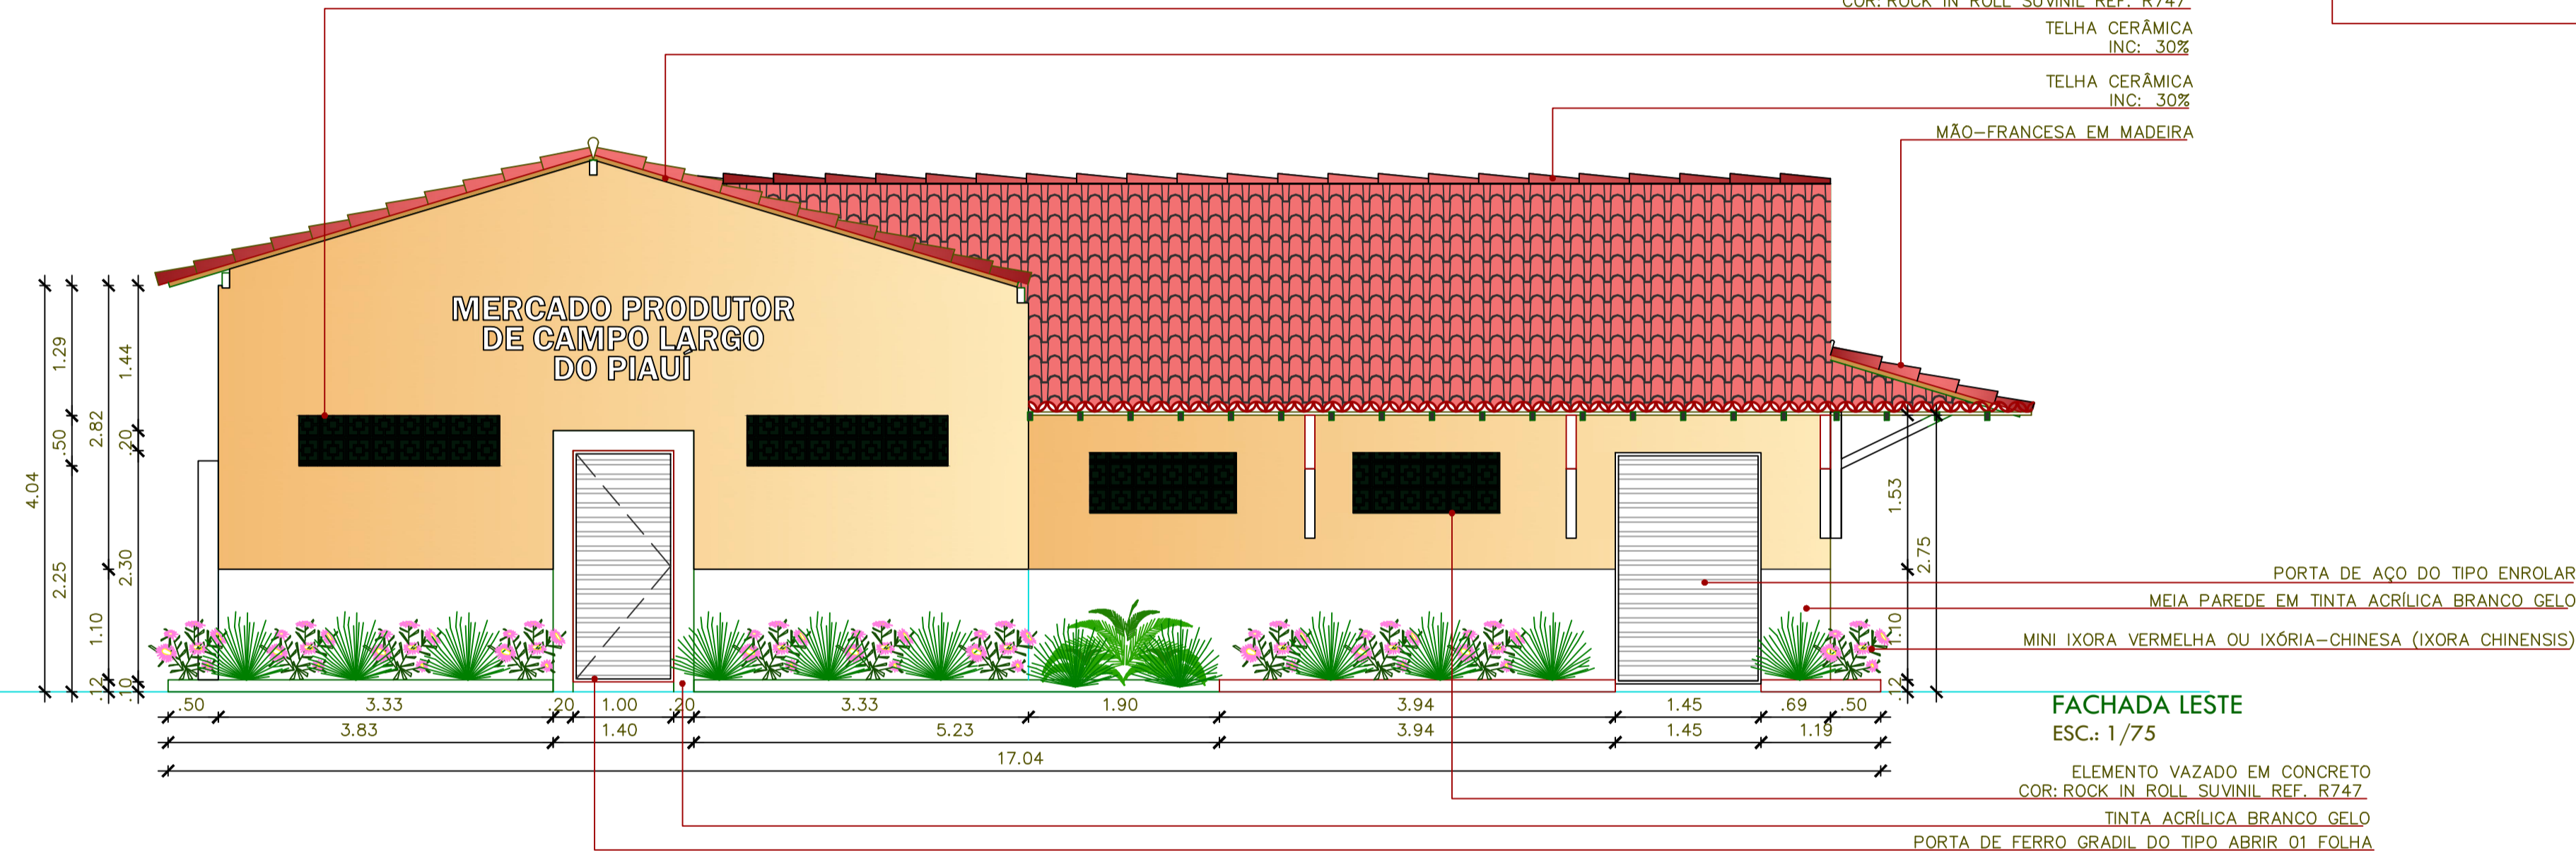 COR: ROCK IN ROLL SUVINIL REF. R747
TELHA CERÂMICA
INC: 30%
TELHA CERÂMICA
INC: 30%
MÃO-FRANCESA EM MADEIRA
MERCADO PRODUTOR
DE CAMPO LARGO
DO PIAUÍ
4.04
1.29
.50
2.25
2.82
1.10
.12
1.44
.20
2.30
.10
1.53
1.10
.12
2.75
PORTA DE AÇO DO TIPO ENROLAR
MEIA PAREDE EM TINTA ACRÍLICA BRANCO GELO
MINI IXORA VERMELHA OU IXÓRIA-CHINESA (IXORA CHINENSIS)
.50 3.33 .20 1.00 .20 3.33 1.90 3.94 1.45 .69 .50
3.83 1.40 5.23 3.94 1.45 1.19
17.04
FACHADA LESTE
ESC.: 1/75
ELEMENTO VAZADO EM CONCRETO
COR: ROCK IN ROLL SUVINIL REF. R747
TINTA ACRÍLICA BRANCO GELO
PORTA DE FERRO GRADIL DO TIPO ABRIR 01 FOLHA